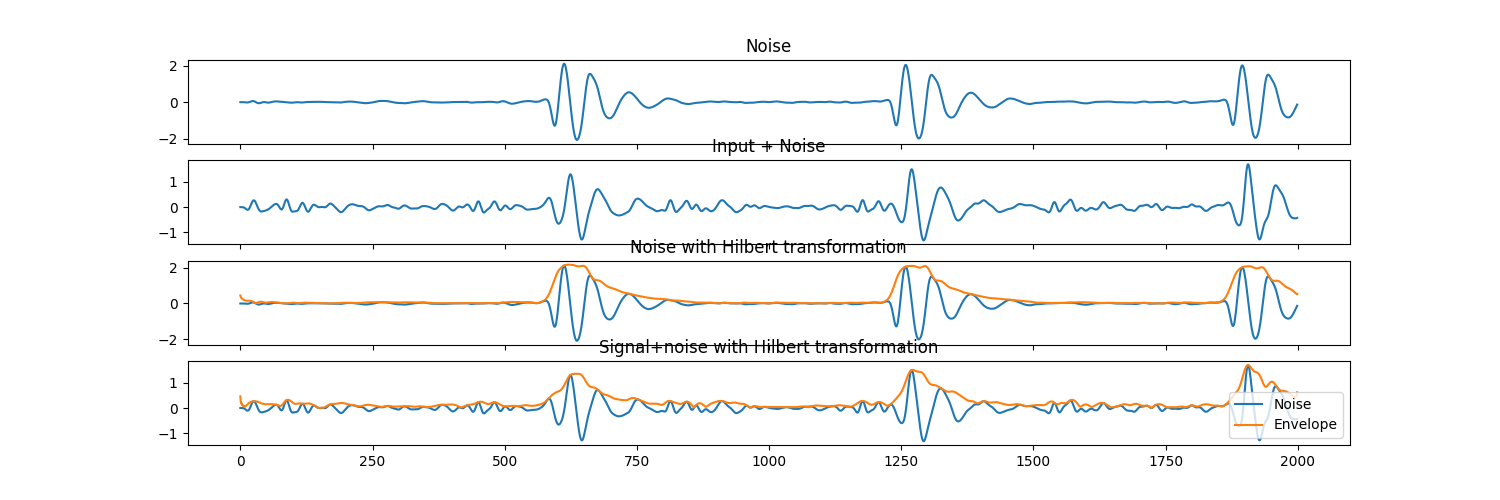 Noise
2
0
−2
Input + Noise
1
0
−1
Noise with Hilbert transformation
2
0
−2
Signal+noise with Hilbert transformation
1
0
−1
Noise
Envelope
0 250 500 750 1000 1250 1500 1750 2000